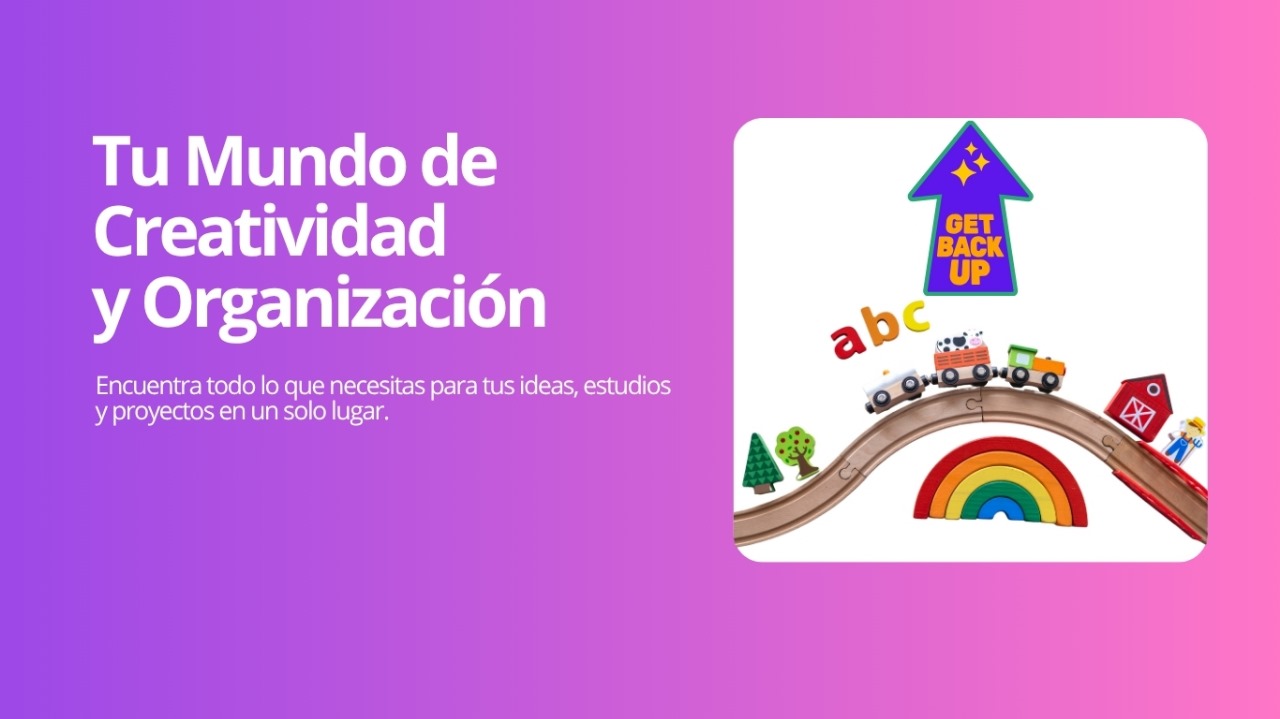 Tu Mundo de
Creatividad
y Organización
Encuentra todo lo que necesitas para tus ideas, estudios
y proyectos en un solo lugar.
GET
BACK
UP
abc